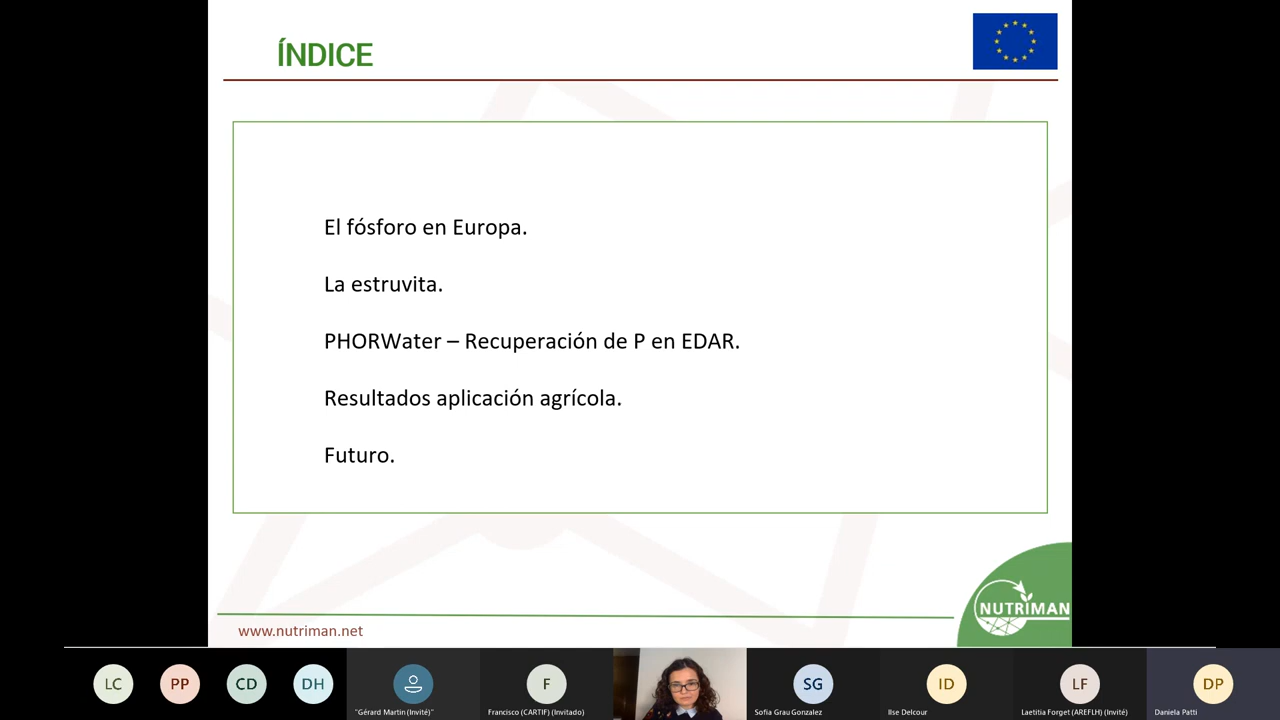 ÍNDICE
El fósforo en Europa.
La estruvita.
PHORWater – Recuperación de P en EDAR.
Resultados aplicación agrícola.
Futuro.
NUTRIMAN
www.nutriman.net
LC
PP
CD
DH
F
SG
ID
LF
DP
"Gérard Martin (Invité)"
Francisco (CARTIF) (Invitado)
Sofia Grau Gonzalez
Ilse Delcour
Laetitia Forget (AREFLH) (Invité)
Daniela Patti